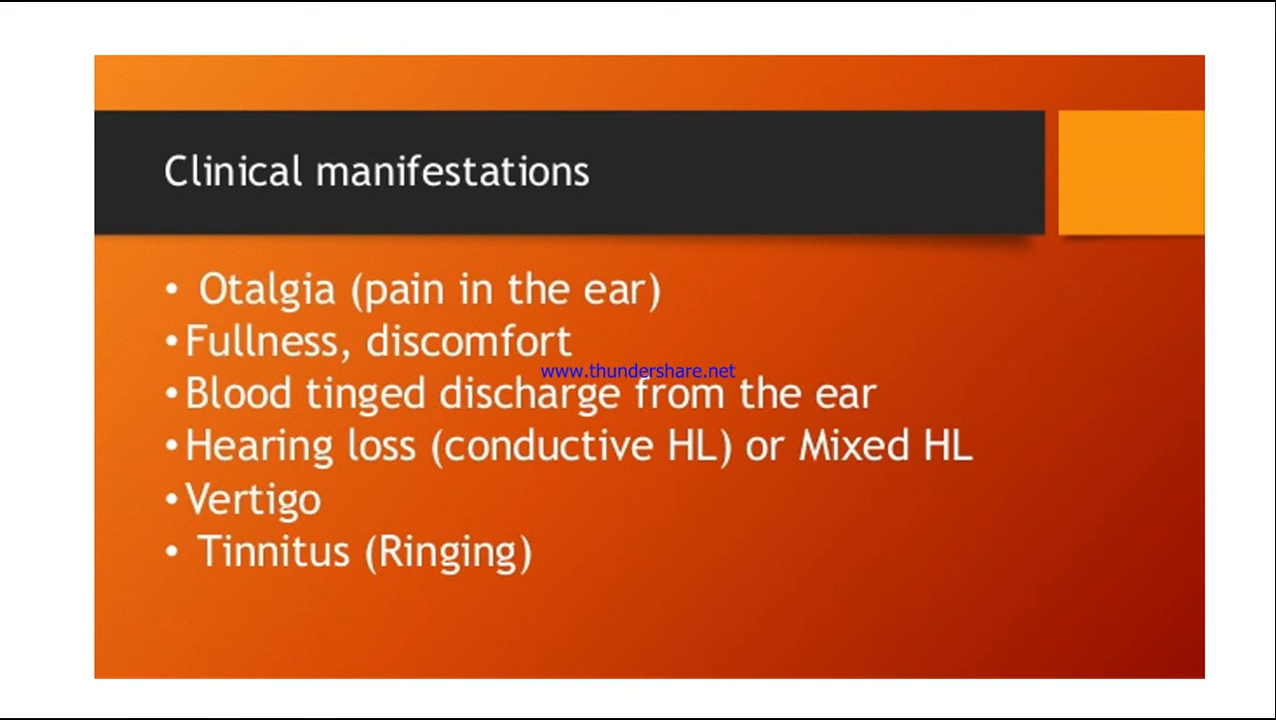 Clinical manifestations
• Otalgia (pain in the ear)
• Fullness, discomfort
www.thundershare.net
• Blood tinged discharge from the ear
• Hearing loss (conductive HL) or Mixed HL
• Vertigo
• Tinnitus (Ringing)